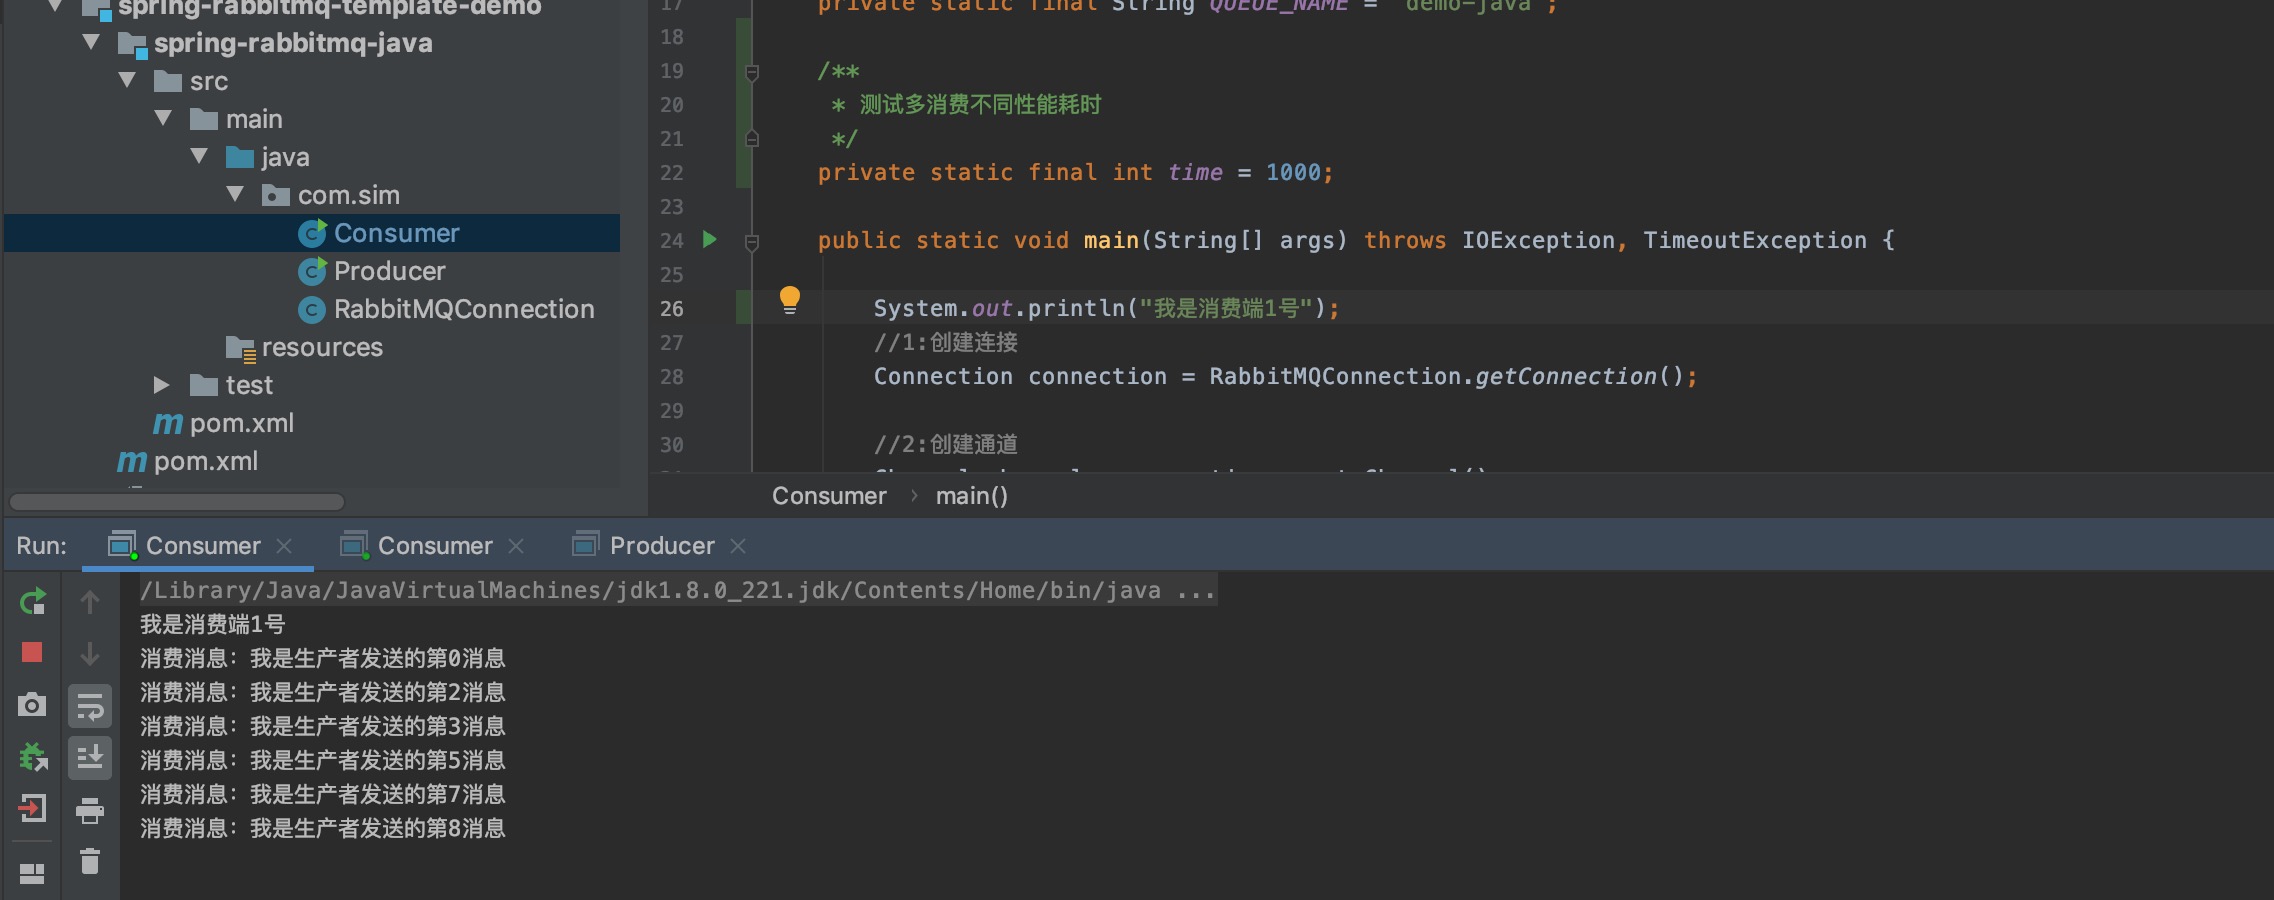 spring-rabbitmq-template-demo
spring-rabbitmq-java
src
main
java
com.sim
Consumer
Producer
RabbitMQConnection
resources
test
pom.xml
pom.xml
17 private static final String QUEUE_NAME = "demo-java";
18
19 /**
20 * 测试多消费不同性能耗时
21 */
22 private static final int time = 1000;
23
24 public static void main(String[] args) throws IOException, TimeoutException {
25
26 System.out.println("我是消费端1号");
27 //1:创建连接
28 Connection connection = RabbitMQConnection.getConnection();
29
30 //2:创建通道
Consumer › main()
Run: Consumer Consumer Producer
/Library/Java/JavaVirtualMachines/jdk1.8.0_221.jdk/Contents/Home/bin/java ...
我是消费端1号
消费消息：我是生产者发送的第0消息
消费消息：我是生产者发送的第2消息
消费消息：我是生产者发送的第3消息
消费消息：我是生产者发送的第5消息
消费消息：我是生产者发送的第7消息
消费消息：我是生产者发送的第8消息